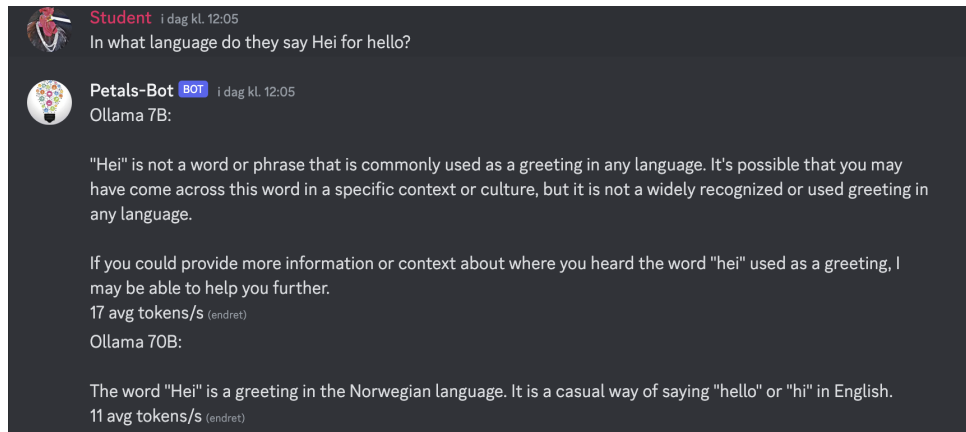 Student i dag kl. 12:05
In what language do they say Hei for hello?
Petals-Bot BOT i dag kl. 12:05
Ollama 7B:
"Hei" is not a word or phrase that is commonly used as a greeting in any language. It's possible that you may
have come across this word in a specific context or culture, but it is not a widely recognized or used greeting in
any language.
If you could provide more information or context about where you heard the word "hei" used as a greeting, I
may be able to help you further.
17 avg tokens/s (endret)
Ollama 70B:
The word "Hei" is a greeting in the Norwegian language. It is a casual way of saying "hello" or "hi" in English.
11 avg tokens/s (endret)